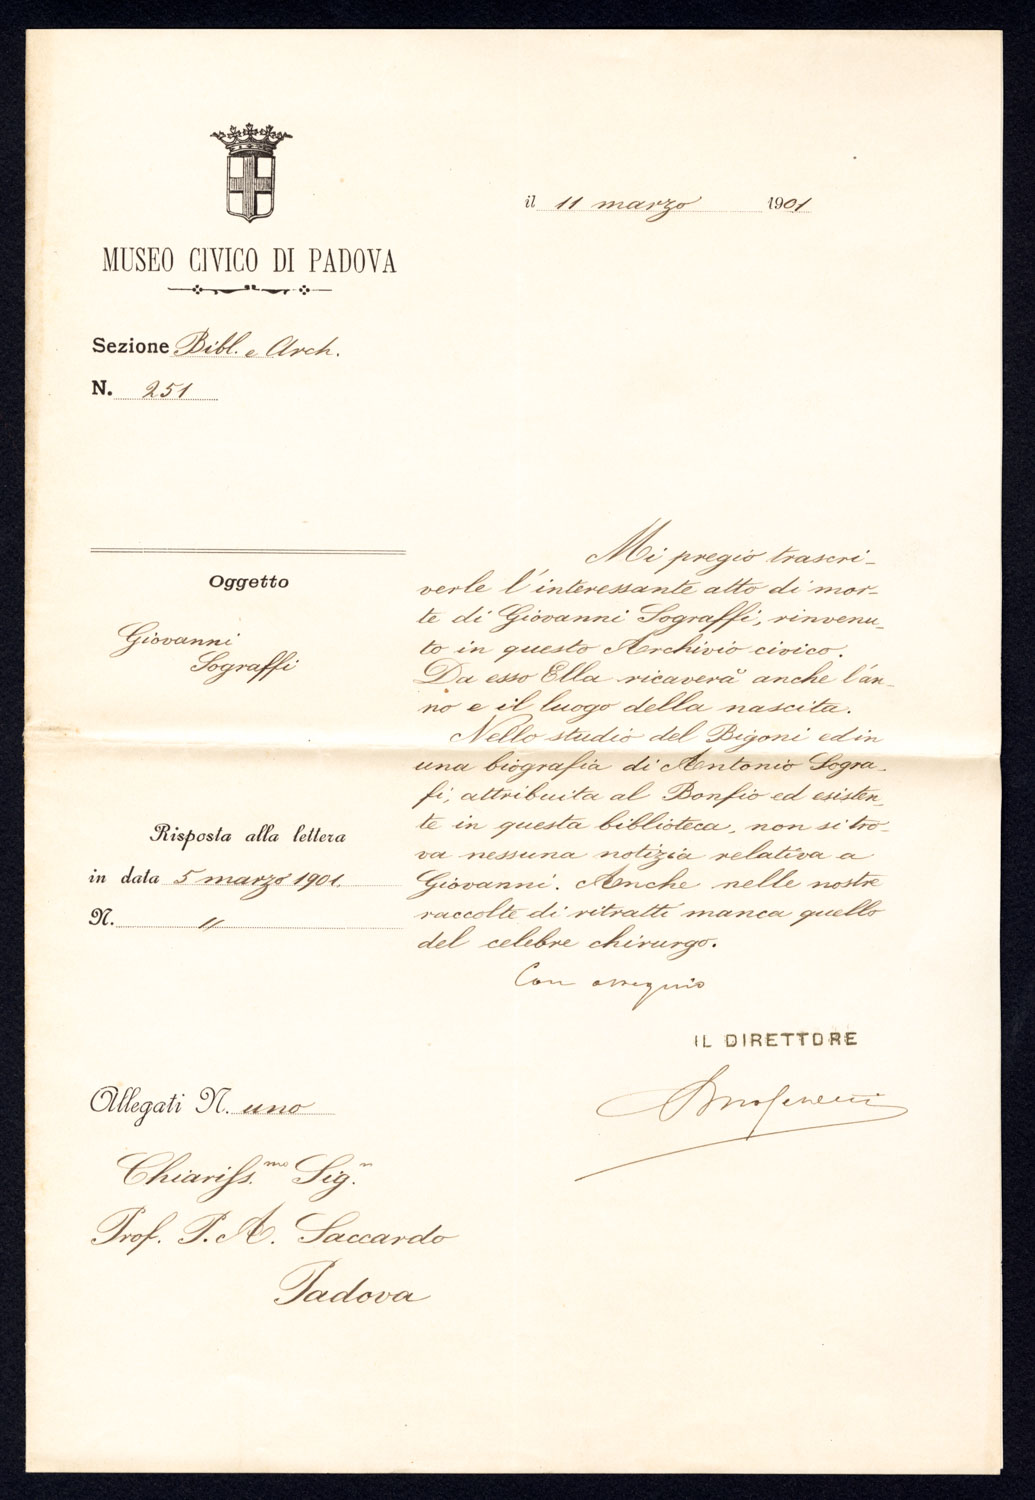 il 11 marzo 1901
MUSEO CIVICO DI PADOVA
Sezione Bibl. e Arch.
N. 251
Oggetto
Giovanni
Sograffi
Mi pregio trascri-
verle l'interessante atto di mor-
te di Giovanni Sograffi, rinvenu-
to in questo Archivio civico.
Da esso Ella ricaverà anche l'an-
no e il luogo della nascita.
Nello studio del Bigoni ed in
una biografia di Antonio Sogra-
fi, attribuita al Bonfio ed esisten-
te in questa biblioteca, non si tro-
va nessuna notizia relativa a
Giovanni. Anche nelle nostre
raccolte di ritratti manca quello
del celebre chirurgo.
Con ossequio
IL DIRETTORE
Risposta alla lettera
in data 5 marzo 1901.
N. "
Allegati N. uno
Chiariss.mo Sig.r
Prof. P. A. Saccardo
Padova